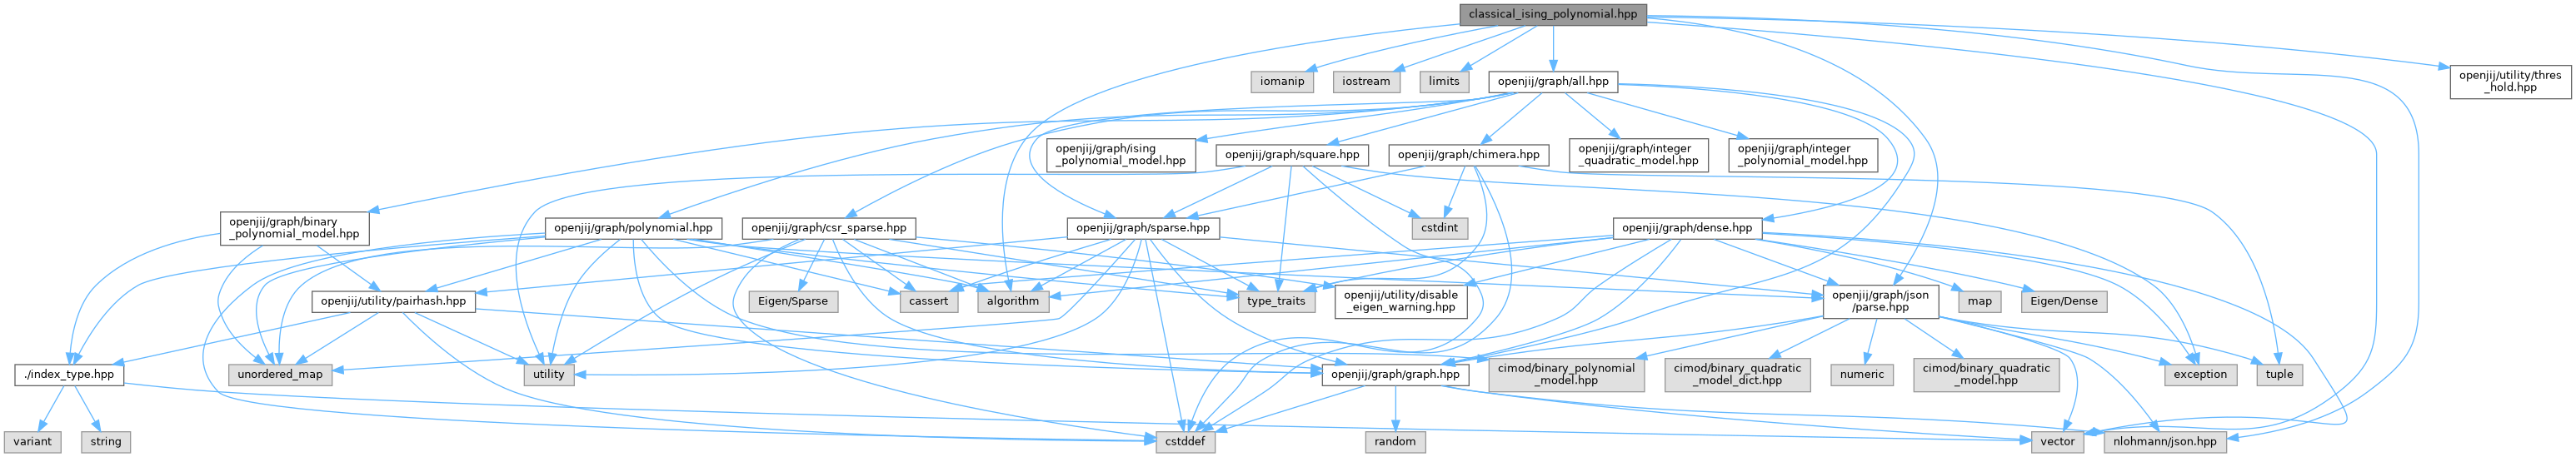 classical_ising_polynomial.hpp
iomanip
iostream
limits
openjij/graph/all.hpp
openjij/utility/thres
_hold.hpp
openjij/graph/ising
_polynomial_model.hpp
openjij/graph/square.hpp
openjij/graph/chimera.hpp
openjij/graph/integer
_quadratic_model.hpp
openjij/graph/integer
_polynomial_model.hpp
openjij/graph/binary
_polynomial_model.hpp
openjij/graph/polynomial.hpp
openjij/graph/csr_sparse.hpp
openjij/graph/sparse.hpp
cstdint
openjij/graph/dense.hpp
openjij/utility/pairhash.hpp
Eigen/Sparse
cassert
algorithm
type_traits
openjij/utility/disable
_eigen_warning.hpp
openjij/graph/json
/parse.hpp
map
Eigen/Dense
./index_type.hpp
unordered_map
utility
openjij/graph/graph.hpp
cimod/binary_polynomial
_model.hpp
cimod/binary_quadratic
_model_dict.hpp
numeric
cimod/binary_quadratic
_model.hpp
exception
tuple
variant
string
cstddef
random
vector
nlohmann/json.hpp